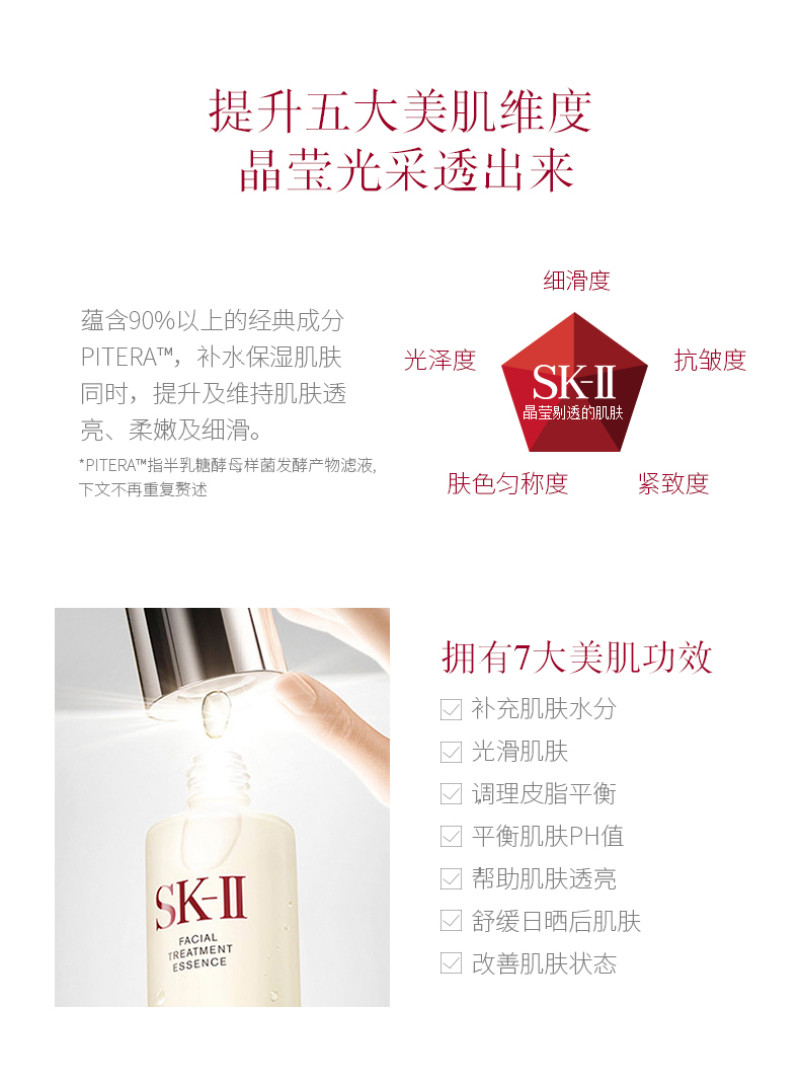 提升五大美肌维度
晶莹光采透出来
蕴含90%以上的经典成分
PITERA™，补水保湿肌肤
同时，提升及维持肌肤透
亮、柔嫩及细滑。
*PITERA™指半乳糖酵母样菌发酵产物滤液,
下文不再重复赘述
细滑度
光泽度
抗皱度
SK-II
晶莹剔透的肌肤
肤色匀称度
紧致度
SK-II
FACIAL
TREATMENT
ESSENCE
拥有7大美肌功效
补充肌肤水分
光滑肌肤
调理皮脂平衡
平衡肌肤PH值
帮助肌肤透亮
舒缓日晒后肌肤
改善肌肤状态